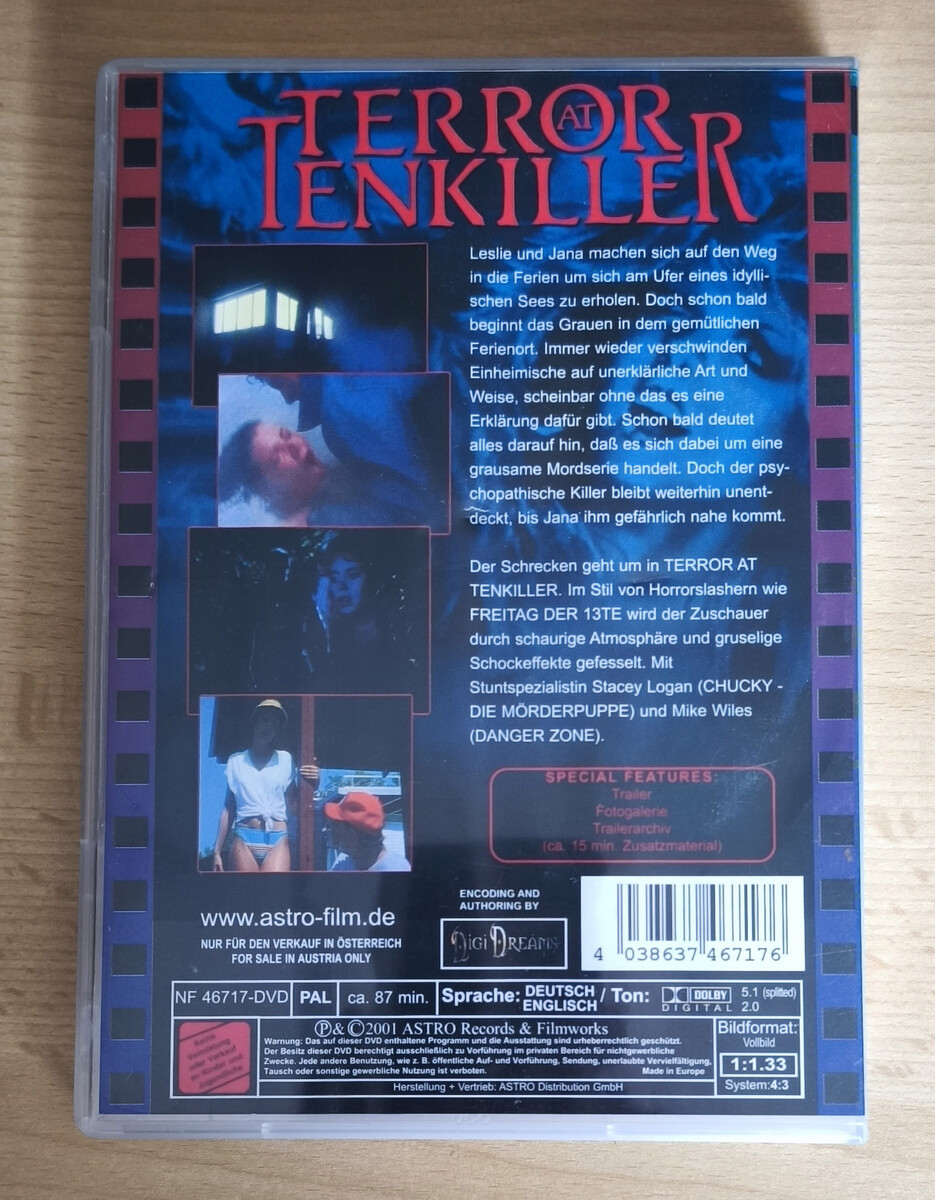 TERROR AT
TENKILLER
Leslie und Jana machen sich auf den Weg
in die Ferien um sich am Ufer eines idylli-
schen Sees zu erholen. Doch schon bald
beginnt das Grauen in dem gemütlichen
Ferienort. Immer wieder verschwinden
Einheimische auf unerklärliche Art und
Weise, scheinbar ohne das es eine
Erklärung dafür gibt. Schon bald deutet
alles darauf hin, daß es sich dabei um eine
grausame Mordserie handelt. Doch der psy-
chopathische Killer bleibt weiterhin unent-
deckt, bis Jana ihm gefährlich nahe kommt.
Der Schrecken geht um in TERROR AT
TENKILLER. Im Stil von Horrorslashern wie
FREITAG DER 13TE wird der Zuschauer
durch schaurige Atmosphäre und gruselige
Schockeffekte gefesselt. Mit
Stuntspezialistin Stacey Logan (CHUCKY -
DIE MÖRDERPUPPE) und Mike Wiles
(DANGER ZONE).
SPECIAL FEATURES:
Trailer
Fotogalerie
Trailerarchiv
(ca. 15 min. Zusatzmaterial)
www.astro-film.de
NUR FÜR DEN VERKAUF IN ÖSTERREICH
FOR SALE IN AUSTRIA ONLY
ENCODING AND
AUTHORING BY
DIGI DREAMS
4 038637 467176
NF 46717-DVD
PAL
ca. 87 min.
Sprache: DEUTSCH
ENGLISCH
/ Ton:
DOLBY
DIGITAL
5.1 (splitted)
2.0
Keine
Vermietung
oder Verkauf
an Kinder und
Jugendliche
Ⓟ&©2001 ASTRO Records & Filmworks
Warnung: Das auf dieser DVD enthaltene Programm und die Ausstattung sind urheberrechtlich geschützt.
Der Besitz dieser DVD berechtigt ausschließlich zu Vorführung im privaten Bereich für nichtgewerbliche
Zwecke. Jede andere Benutzung, wie z. B. öffentliche Auf- und Vorführung, Sendung, unerlaubte Vervielfältigung,
Tausch oder sonstige gewerbliche Nutzung ist verboten.
Made in Europe
Herstellung + Vertrieb: ASTRO Distribution GmbH
Bildformat:
Vollbild
1:1.33
System:4:3